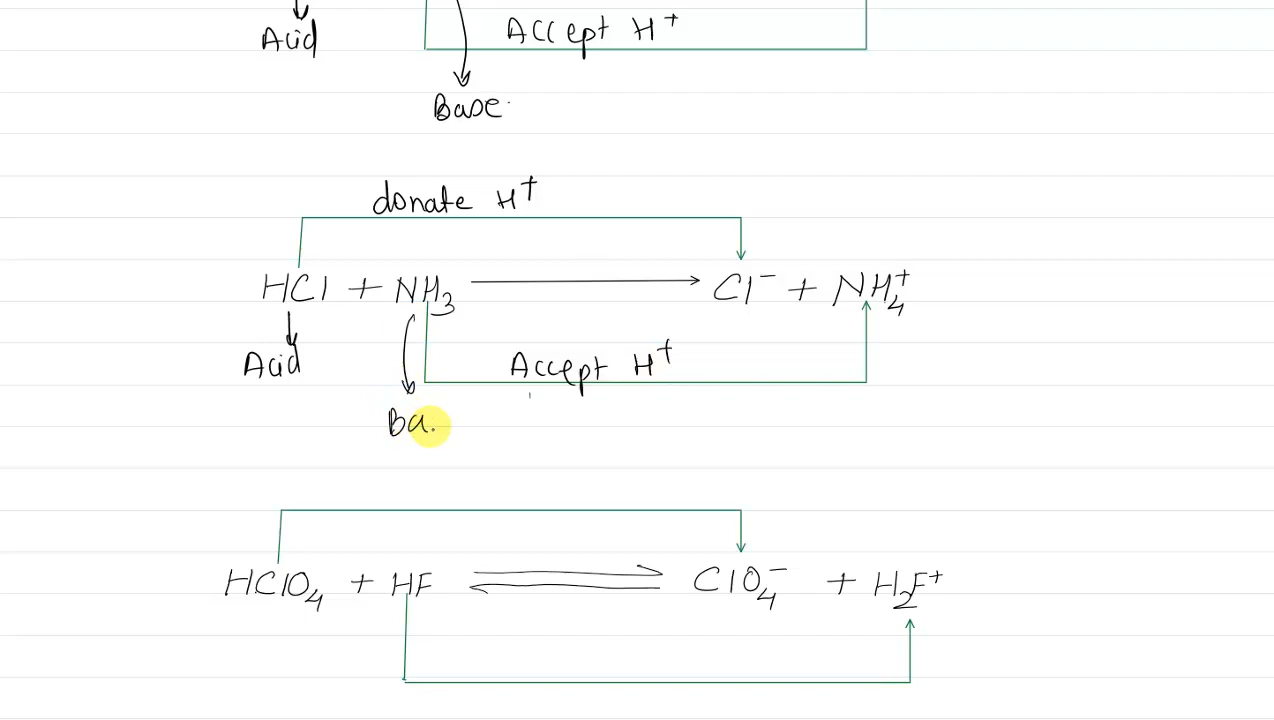 Acid
Accept H⁺
Base
donate H⁺
HCl + NH₃ ⟶ Cl⁻ + NH₄⁺
Acid
Accept H⁺
Ba
HClO₄ + HF ⇌ ClO₄⁻ + H₂F⁺